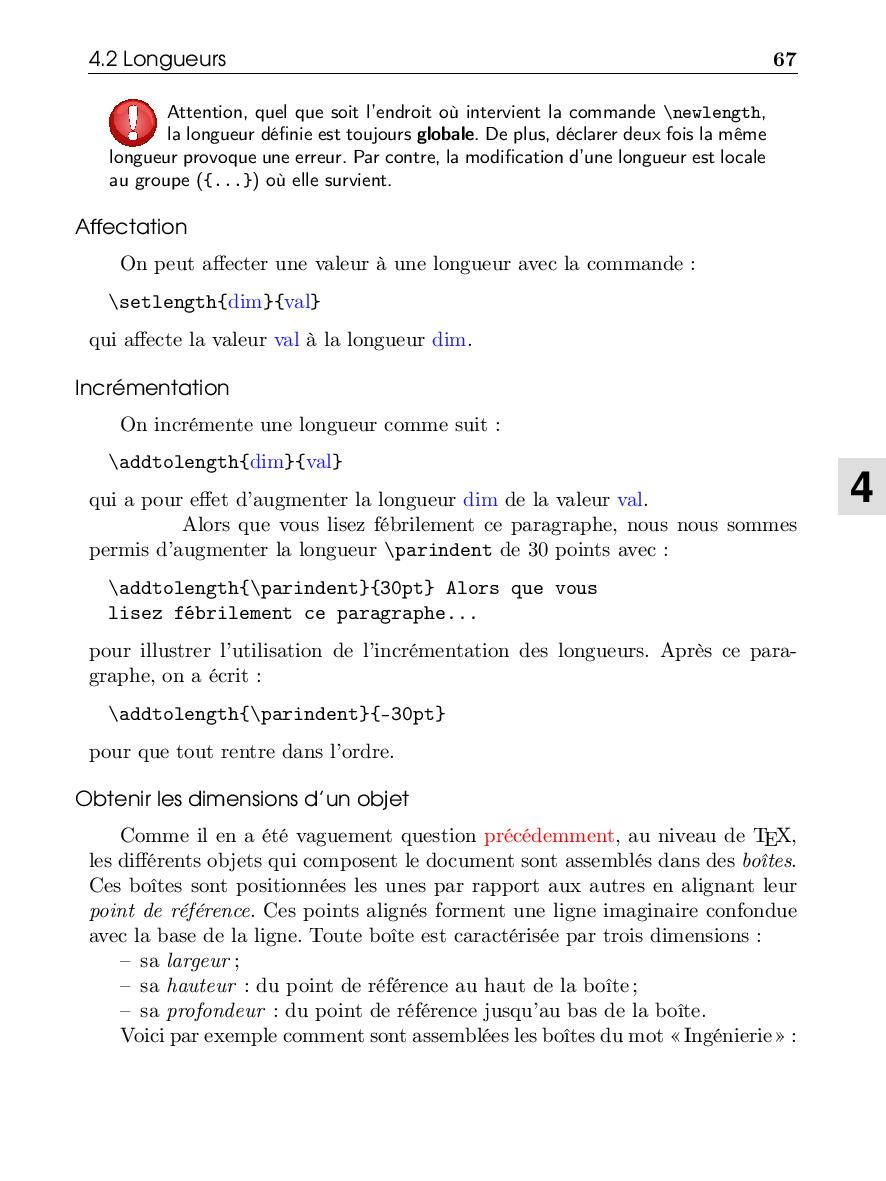 4.2 Longueurs 67
Attention, quel que soit l'endroit où intervient la commande \newlength,
la longueur définie est toujours globale. De plus, déclarer deux fois la même
longueur provoque une erreur. Par contre, la modification d'une longueur est locale
au groupe ({...}) où elle survient.
Affectation
On peut affecter une valeur à une longueur avec la commande :
\setlength{dim}{val}
qui affecte la valeur val à la longueur dim.
Incrémentation
On incrémente une longueur comme suit :
\addtolength{dim}{val}
qui a pour effet d'augmenter la longueur dim de la valeur val.
Alors que vous lisez fébrilement ce paragraphe, nous nous sommes
permis d'augmenter la longueur \parindent de 30 points avec :
\addtolength{\parindent}{30pt} Alors que vous
lisez fébrilement ce paragraphe...
pour illustrer l'utilisation de l'incrémentation des longueurs. Après ce para-
graphe, on a écrit :
\addtolength{\parindent}{-30pt}
pour que tout rentre dans l'ordre.
Obtenir les dimensions d'un objet
Comme il en a été vaguement question précédemment, au niveau de TEX,
les différents objets qui composent le document sont assemblés dans des boîtes.
Ces boîtes sont positionnées les unes par rapport aux autres en alignant leur
point de référence. Ces points alignés forment une ligne imaginaire confondue
avec la base de la ligne. Toute boîte est caractérisée par trois dimensions :
– sa largeur ;
– sa hauteur : du point de référence au haut de la boîte ;
– sa profondeur : du point de référence jusqu'au bas de la boîte.
Voici par exemple comment sont assemblées les boîtes du mot « Ingénierie » :
4